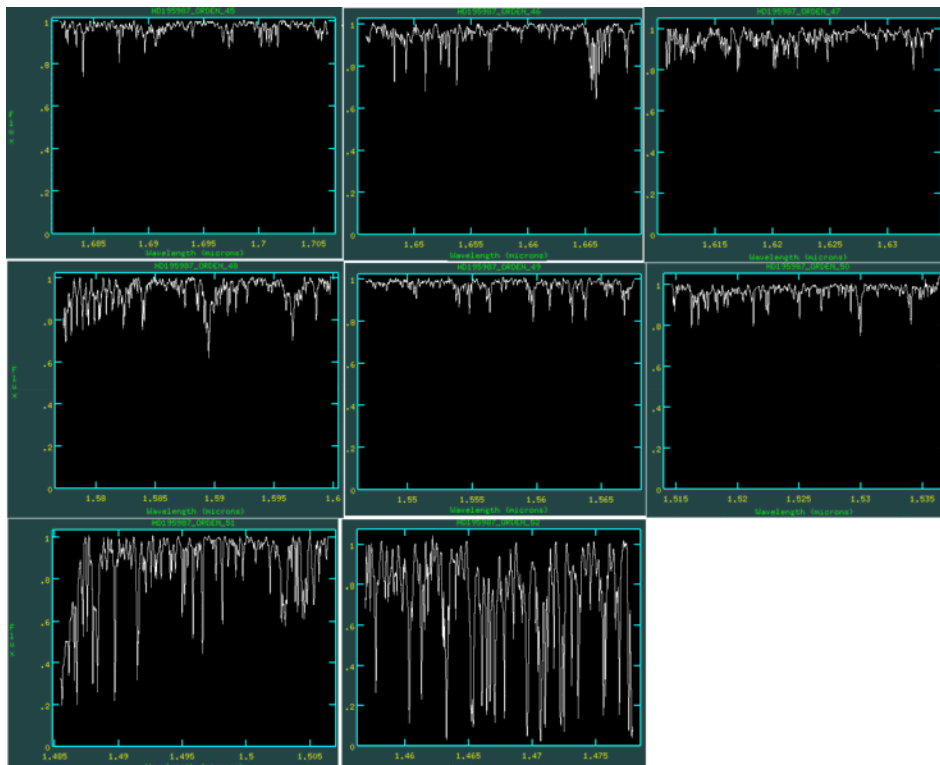 HD195987_ORDEN_45
Flux
1
.8
.6
.4
.2
0
1.685 1.69 1.695 1.7 1.705
Wavelength (microns)
HD195987_ORDEN_46
1
.8
.6
.4
.2
0
1.65 1.655 1.66 1.665
Wavelength (microns)
HD195987_ORDEN_47
1
.8
.6
.4
.2
0
1.615 1.62 1.625 1.63
Wavelength (microns)
HD195987_ORDEN_48
Flux
1
.8
.6
.4
.2
0
1.58 1.585 1.59 1.595 1.6
Wavelength (microns)
HD195987_ORDEN_49
1
.8
.6
.4
.2
0
1.55 1.555 1.56 1.565
Wavelength (microns)
HD195987_ORDEN_50
1
.8
.6
.4
.2
0
1.515 1.52 1.525 1.53 1.535
Wavelength (microns)
HD195987_ORDEN_51
Flux
1
.8
.6
.4
.2
0
1.485 1.49 1.495 1.5 1.505
HD195987_ORDEN_52
1
.8
.6
.4
.2
0
1.46 1.465 1.47 1.475